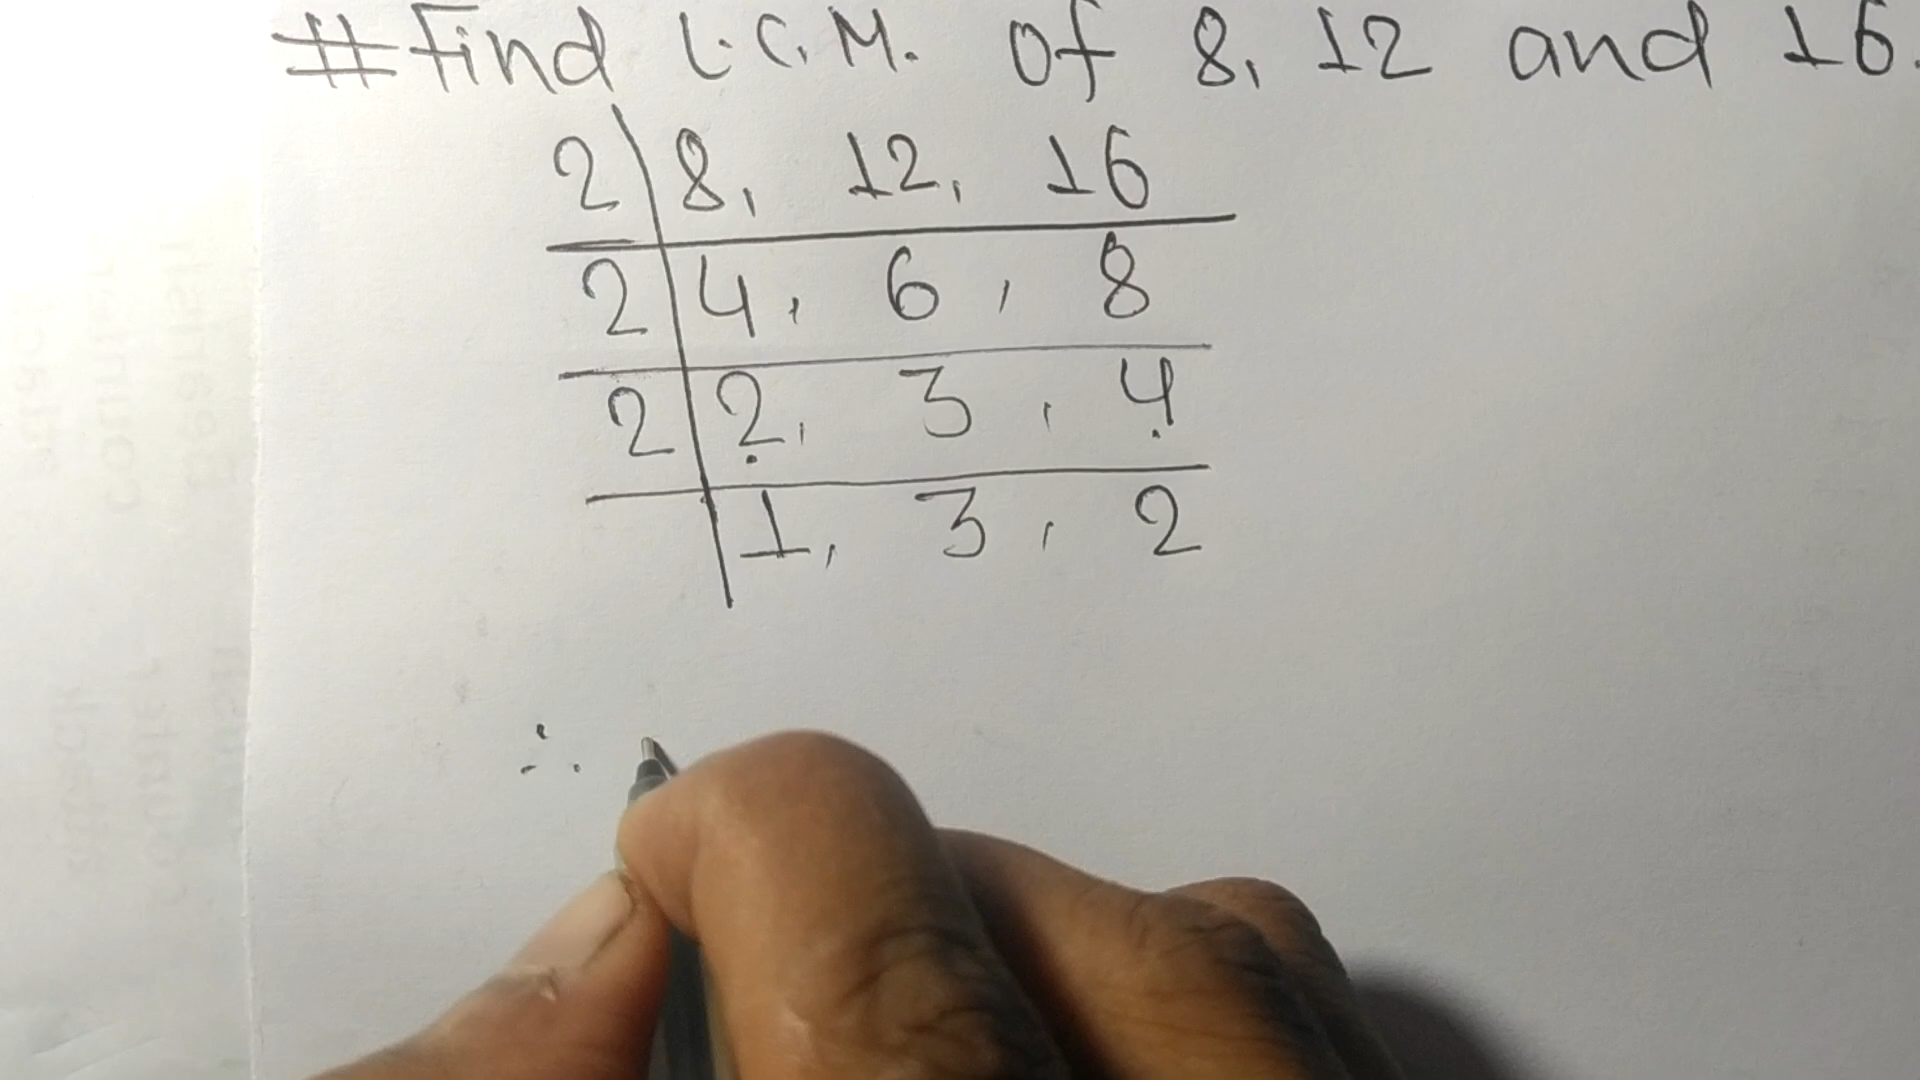 # Find L.C.M. of 8, 12 and 16.
2 8, 12, 16
2 4, 6, 8
2 2, 3, 4
1, 3, 2
∴